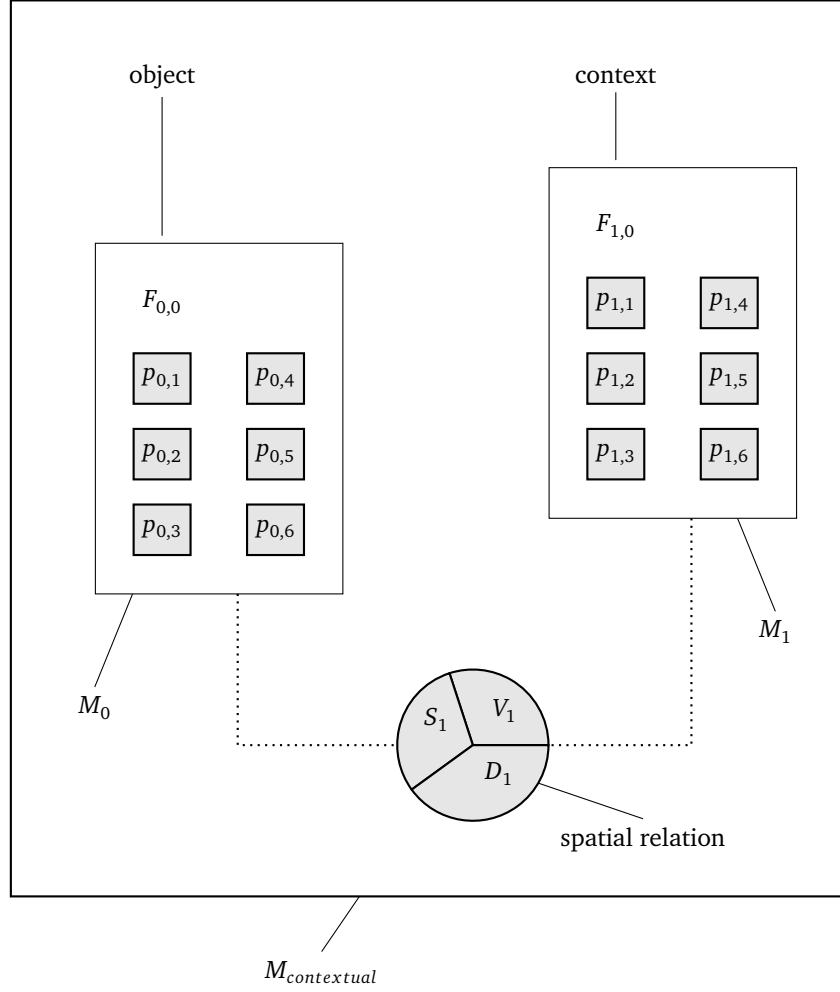 object
context
F0,0
F1,0
p0,1 p0,4
p0,2 p0,5
p0,3 p0,6
p1,1 p1,4
p1,2 p1,5
p1,3 p1,6
M0
M1
S1
V1
D1
spatial relation
Mcontextual